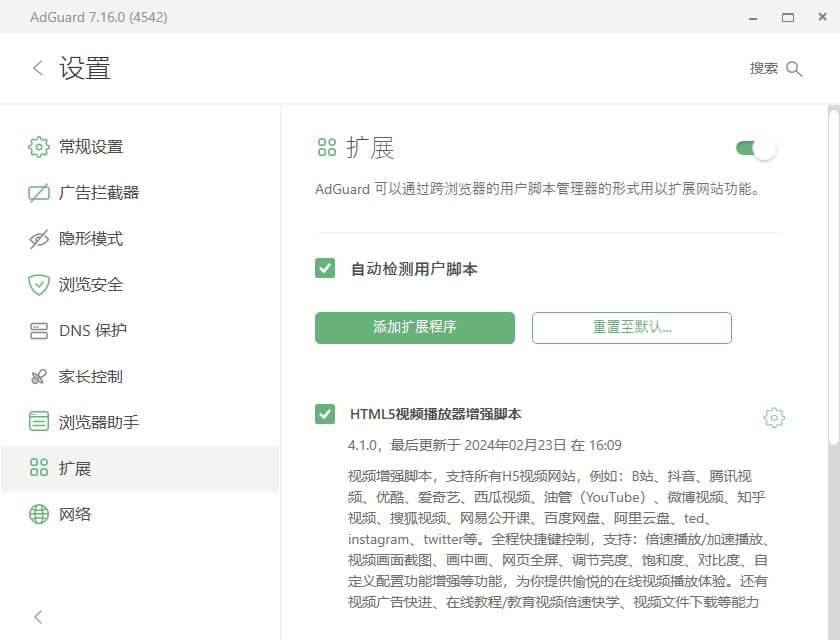 AdGuard 7.16.0 (4542)
设置
搜索
常规设置
广告拦截器
隐形模式
浏览安全
DNS 保护
家长控制
浏览器助手
扩展
网络
扩展
AdGuard 可以通过跨浏览器的用户脚本管理器的形式用以扩展网站功能。
自动检测用户脚本
添加扩展程序
重置至默认...
HTML5视频播放器增强脚本
4.1.0，最后更新于 2024年02月23日 在 16:09
视频增强脚本，支持所有H5视频网站，例如：B站、抖音、腾讯视
频、优酷、爱奇艺、西瓜视频、油管（YouTube）、微博视频、知乎
视频、搜狐视频、网易公开课、百度网盘、阿里云盘、ted、
instagram、twitter等。全程快捷键控制，支持：倍速播放/加速播放、
视频画面截图、画中画、网页全屏、调节亮度、饱和度、对比度、自
定义配置功能增强等功能，为你提供愉悦的在线视频播放体验。还有
视频广告快进、在线教程/教育视频倍速快学、视频文件下载等能力